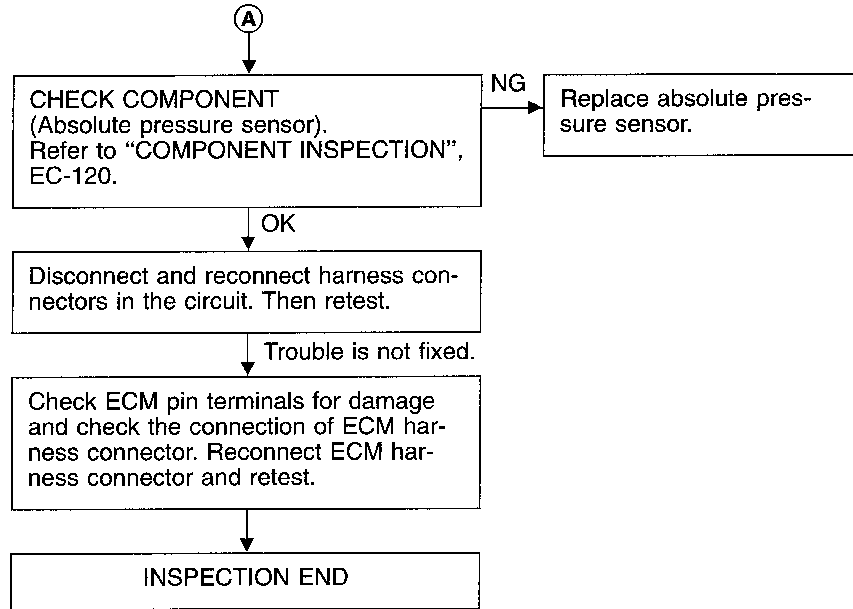 A
CHECK COMPONENT
(Absolute pressure sensor).
Refer to “COMPONENT INSPECTION”,
EC-120.
NG
Replace absolute pres-
sure sensor.
OK
Disconnect and reconnect harness con-
nectors in the circuit. Then retest.
Trouble is not fixed.
Check ECM pin terminals for damage
and check the connection of ECM har-
ness connector. Reconnect ECM har-
ness connector and retest.
INSPECTION END